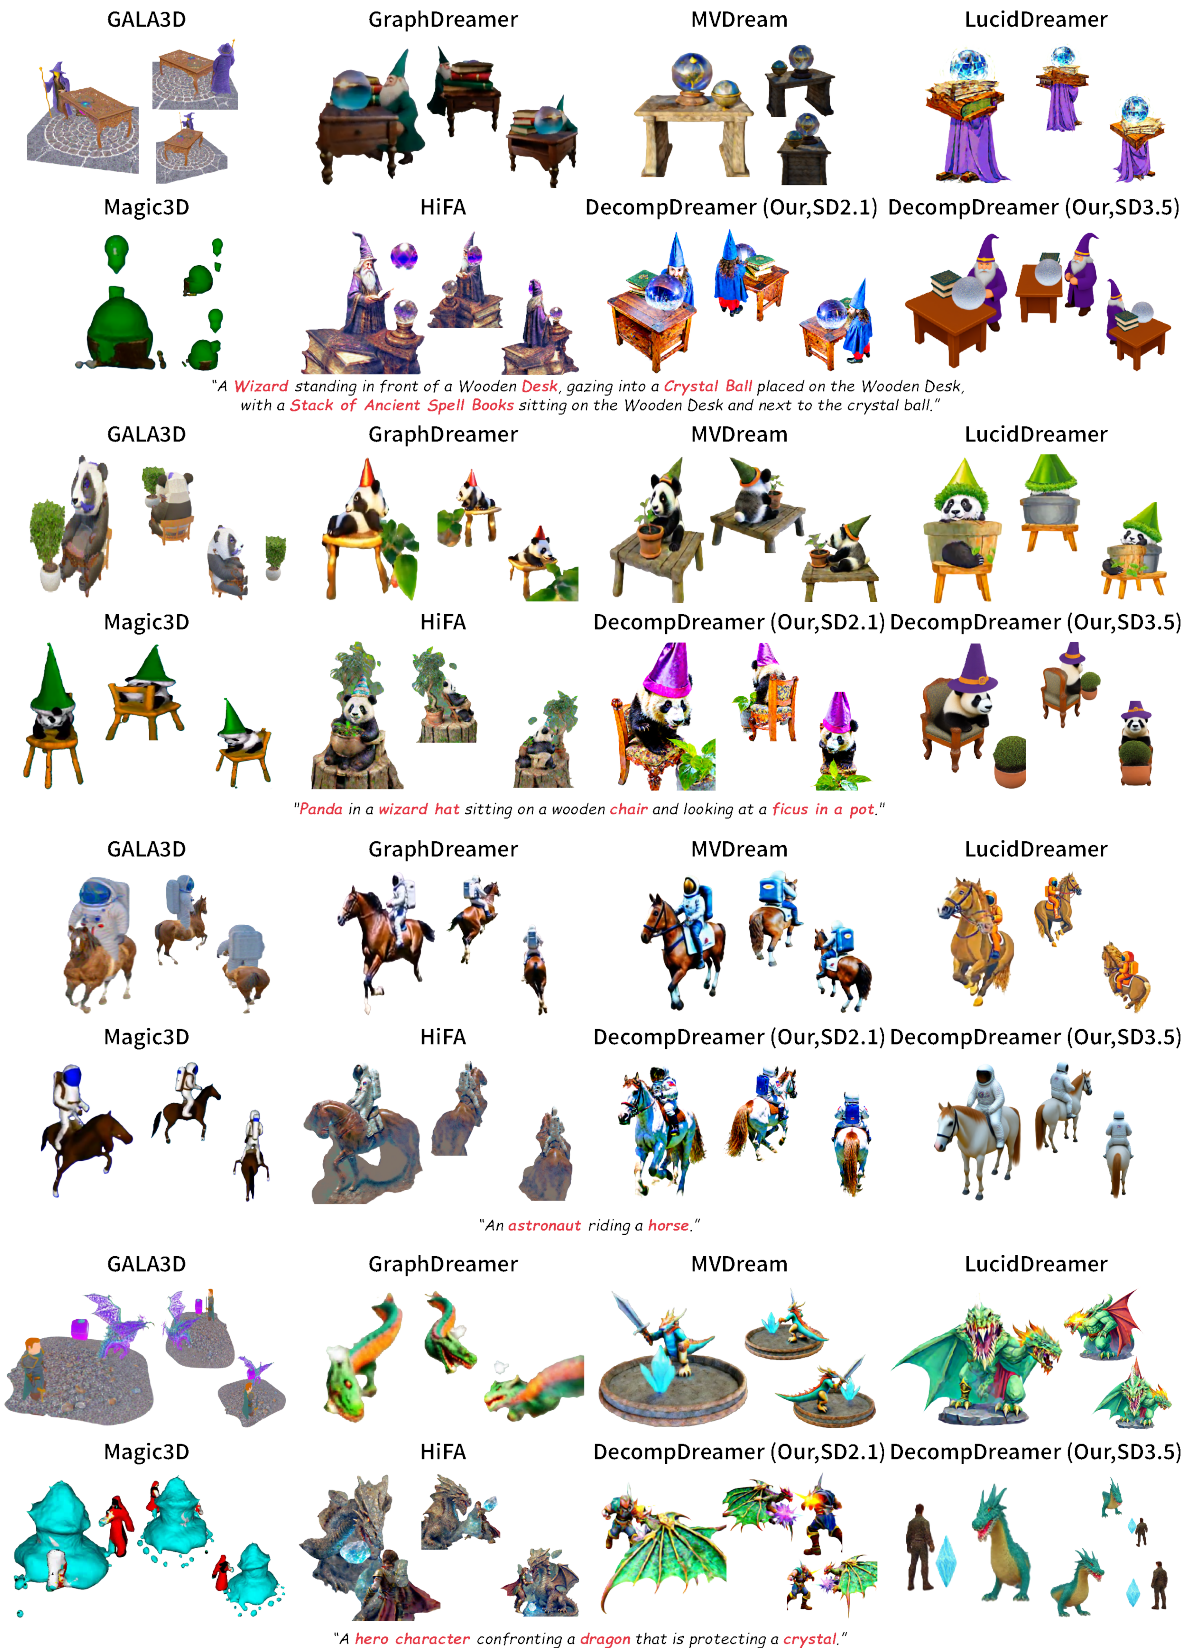 GALA3D GraphDreamer MVDream LucidDreamer
Magic3D HiFA DecompDreamer (Our,SD2.1) DecompDreamer (Our,SD3.5)
"A Wizard standing in front of a Wooden Desk, gazing into a Crystal Ball placed on the Wooden Desk,
with a Stack of Ancient Spell Books sitting on the Wooden Desk and next to the crystal ball."
GALA3D GraphDreamer MVDream LucidDreamer
Magic3D HiFA DecompDreamer (Our,SD2.1) DecompDreamer (Our,SD3.5)
"Panda in a wizard hat sitting on a wooden chair and looking at a ficus in a pot."
GALA3D GraphDreamer MVDream LucidDreamer
Magic3D HiFA DecompDreamer (Our,SD2.1) DecompDreamer (Our,SD3.5)
"An astronaut riding a horse."
GALA3D GraphDreamer MVDream LucidDreamer
Magic3D HiFA DecompDreamer (Our,SD2.1) DecompDreamer (Our,SD3.5)
"A hero character confronting a dragon that is protecting a crystal."